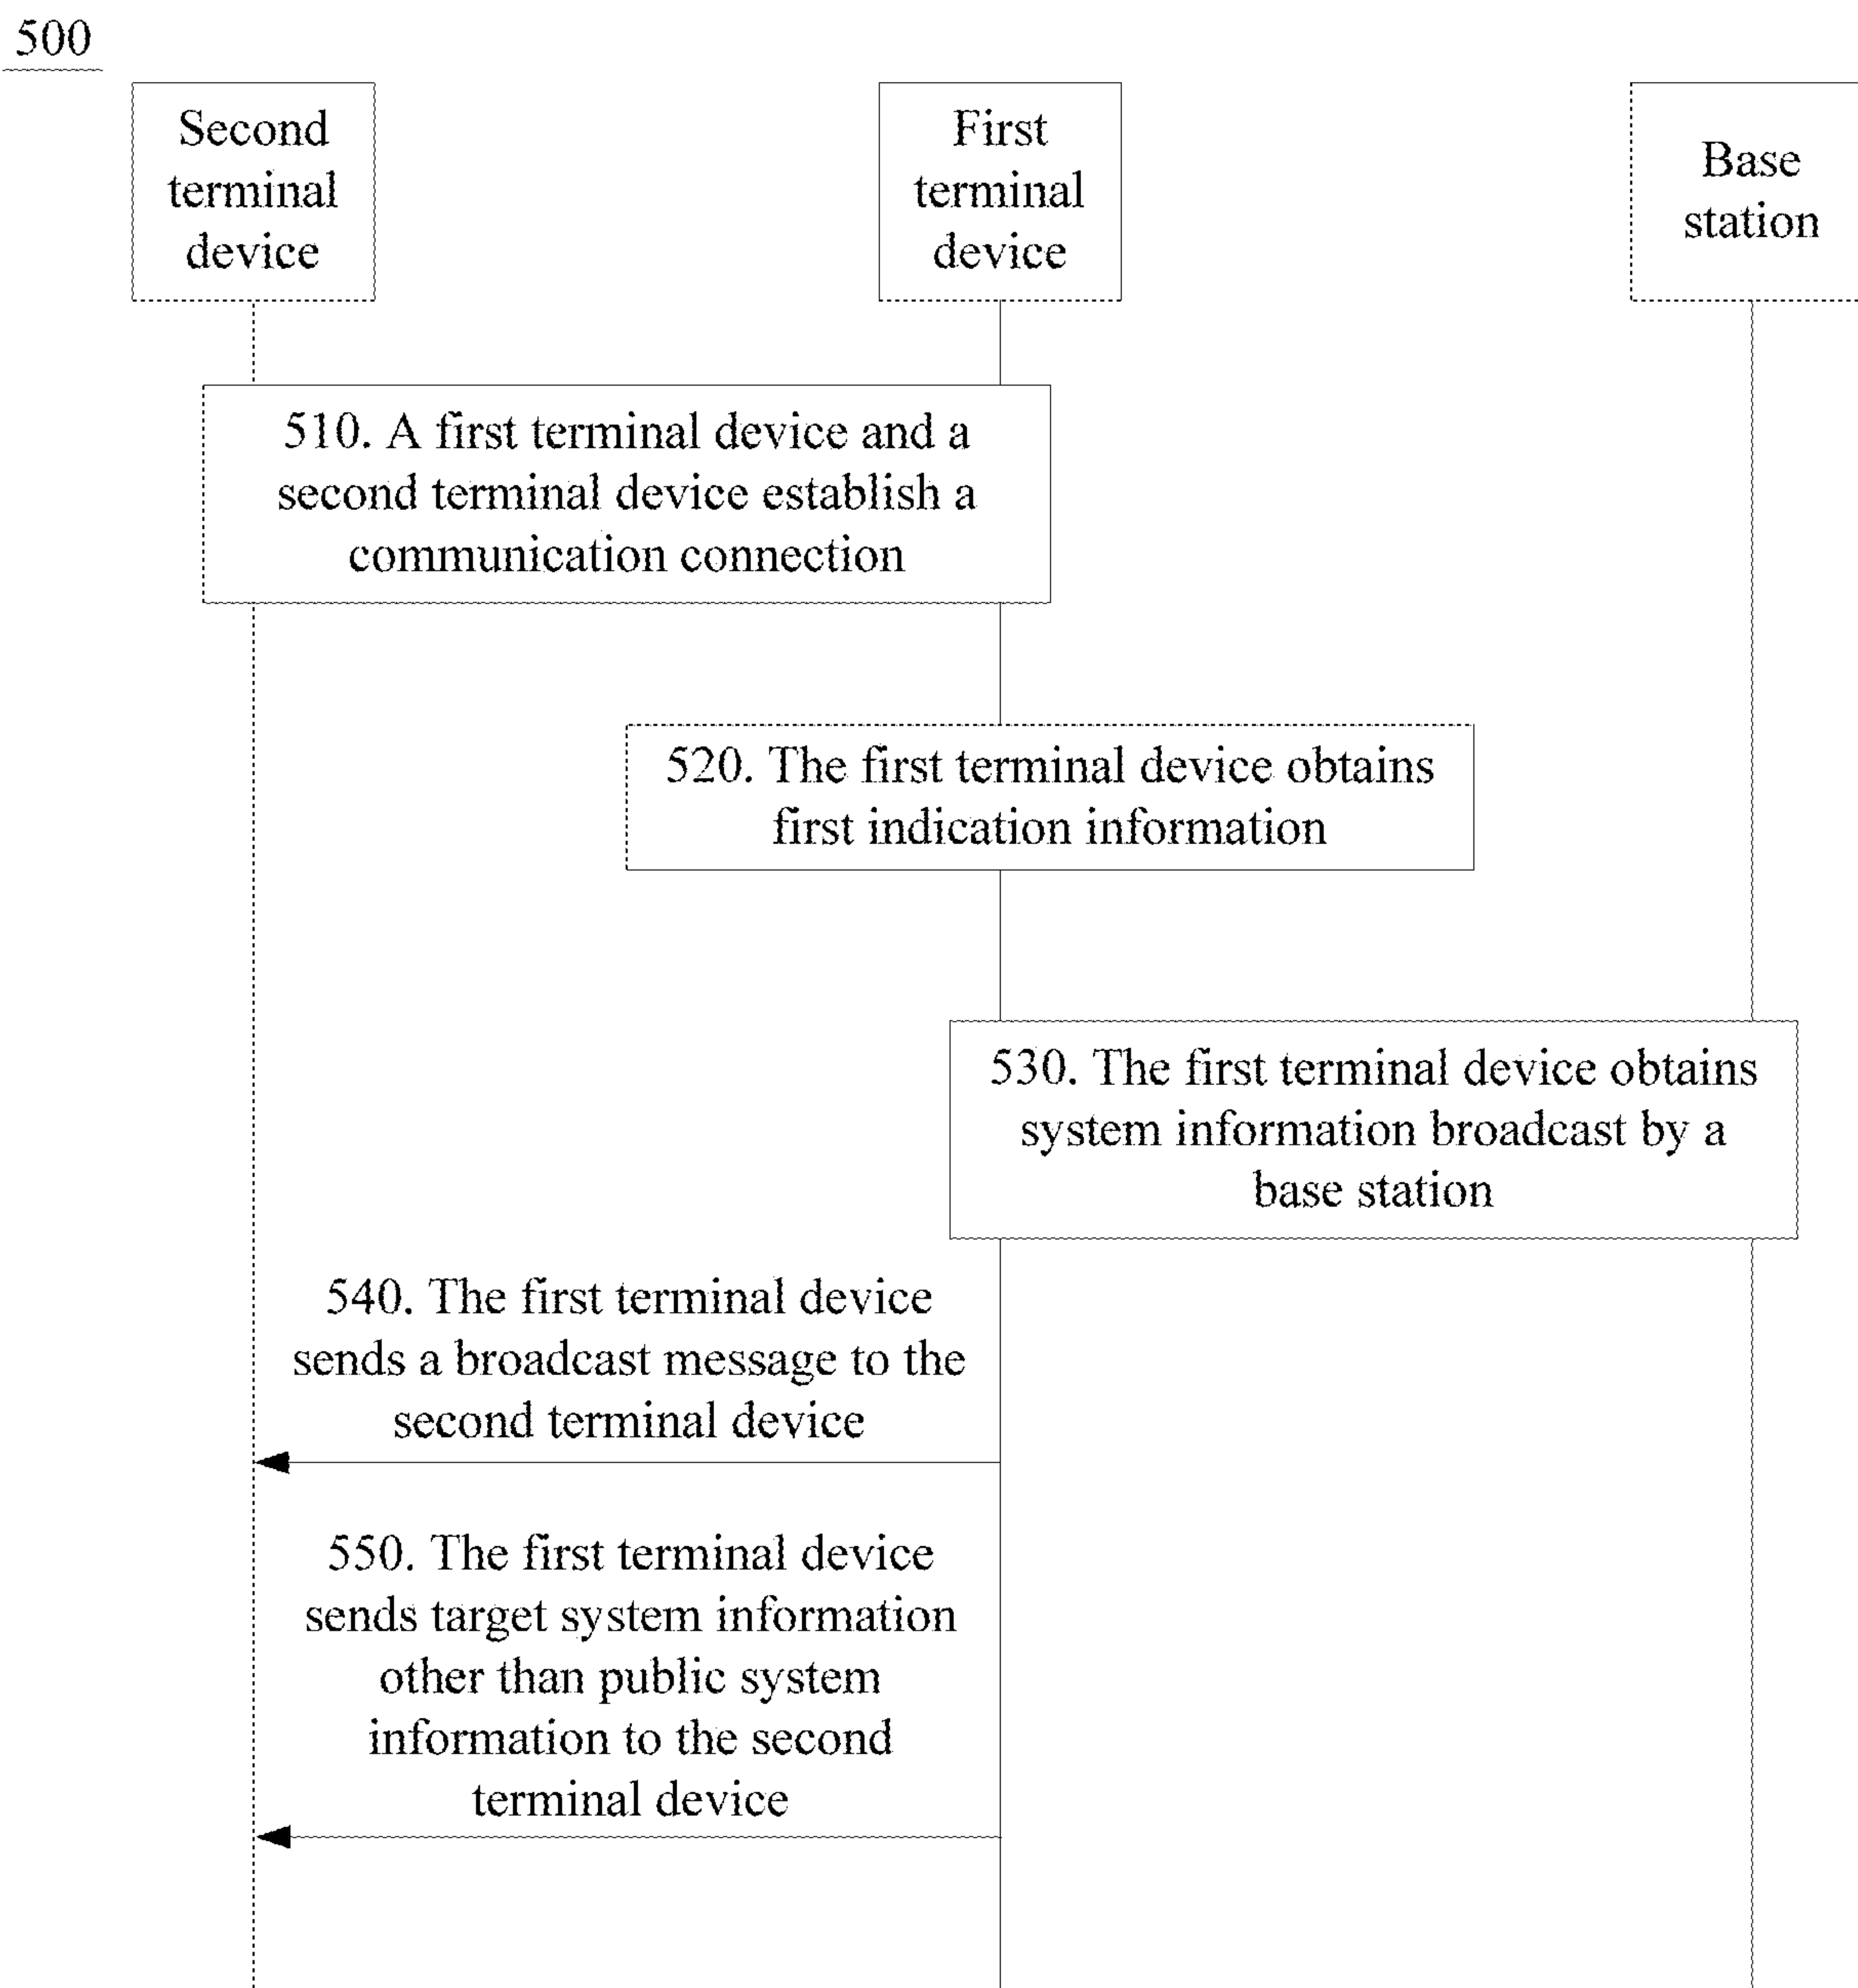 500
Second
terminal
device
First
terminal
device
Base
station
510. A first terminal device and a
second terminal device establish a
communication connection
520. The first terminal device obtains
first indication information
530. The first terminal device obtains
system information broadcast by a
base station
540. The first terminal device
sends a broadcast message to the
second terminal device
550. The first terminal device
sends target system information
other than public system
information to the second
terminal device